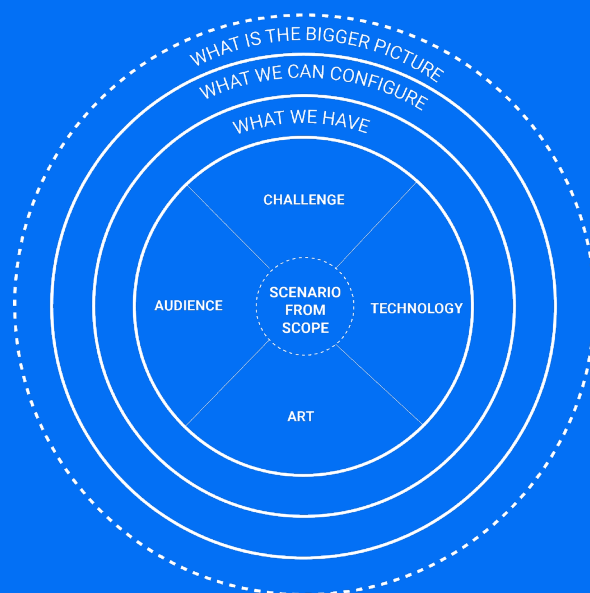 WHAT IS THE BIGGER PICTURE
WHAT WE CAN CONFIGURE
WHAT WE HAVE
CHALLENGE
AUDIENCE
SCENARIO
FROM
SCOPE
TECHNOLOGY
ART